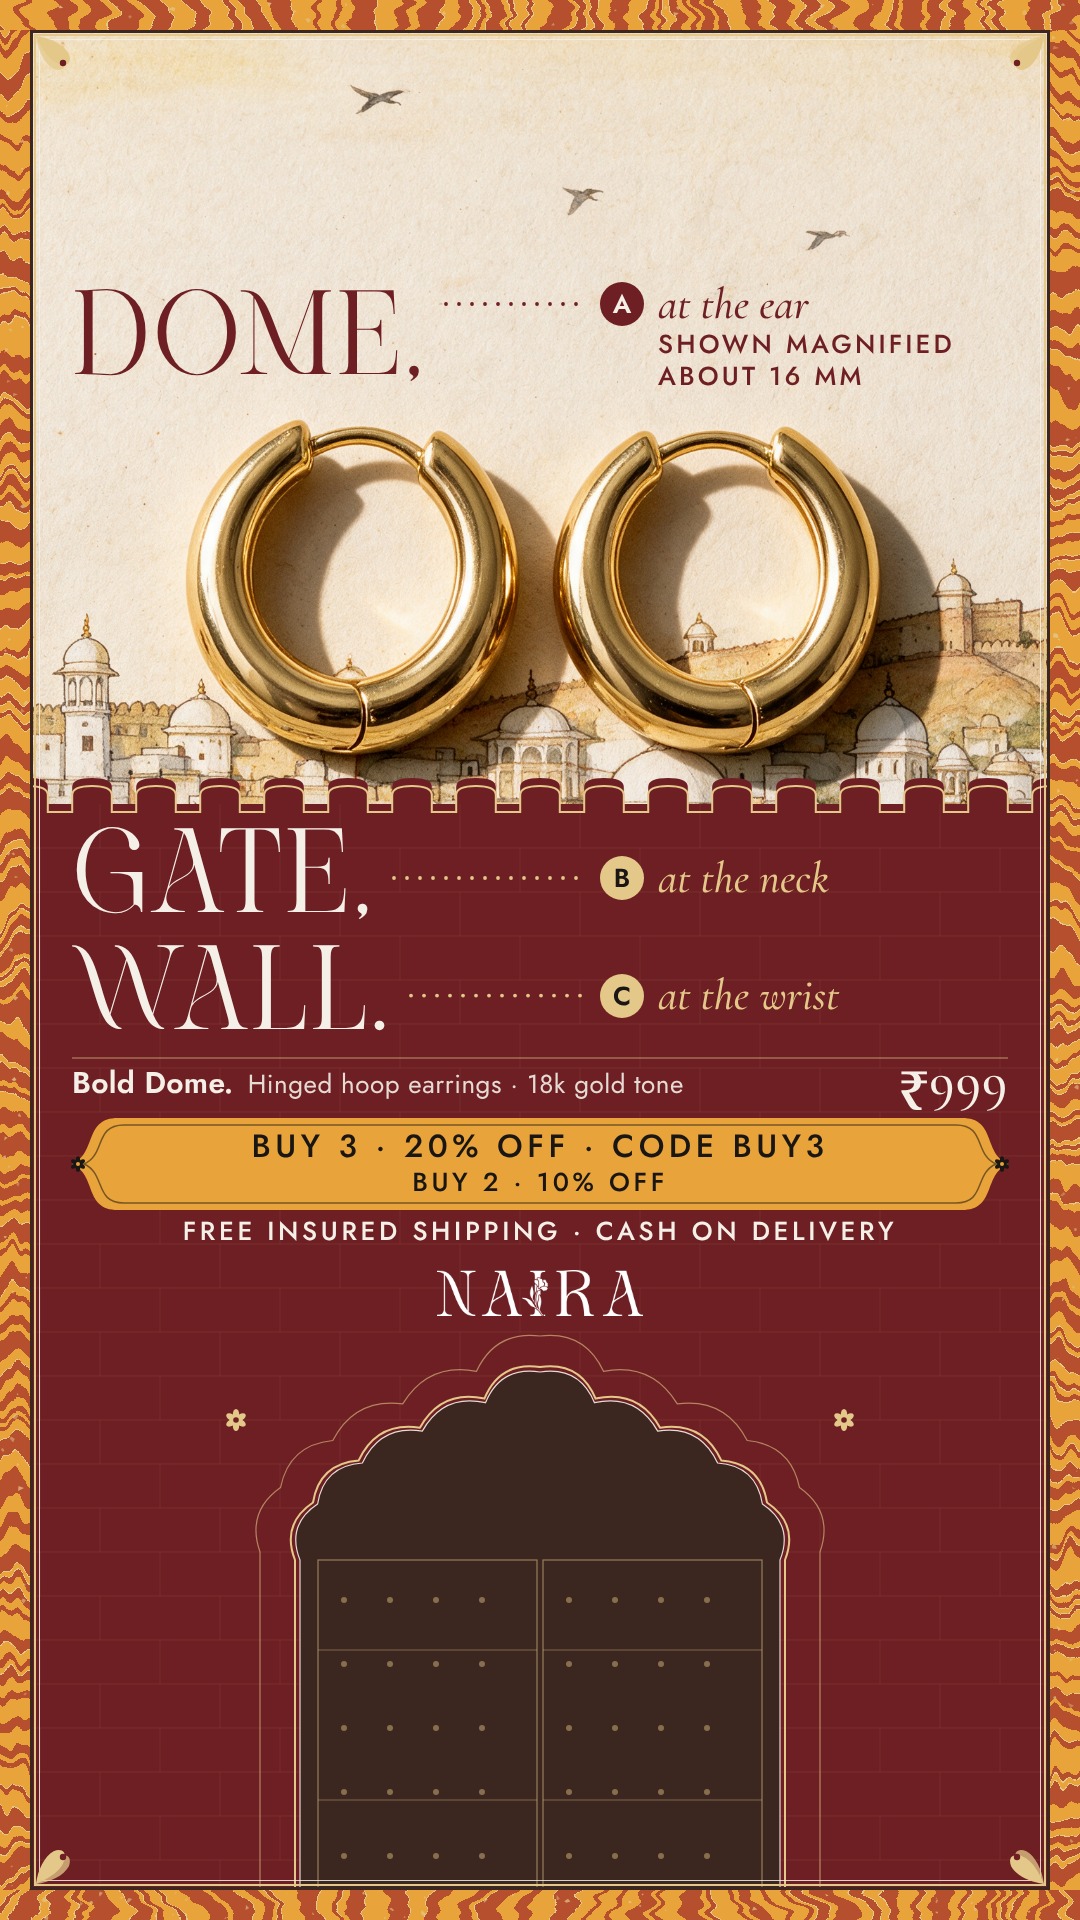 DOME,
A at the ear
SHOWN MAGNIFIED
ABOUT 16 MM
GATE,
B at the neck
WALL.
C at the wrist
Bold Dome. Hinged hoop earrings · 18k gold tone
₹999
BUY 3 · 20% OFF · CODE BUY3
BUY 2 · 10% OFF
FREE INSURED SHIPPING · CASH ON DELIVERY
NAIRA